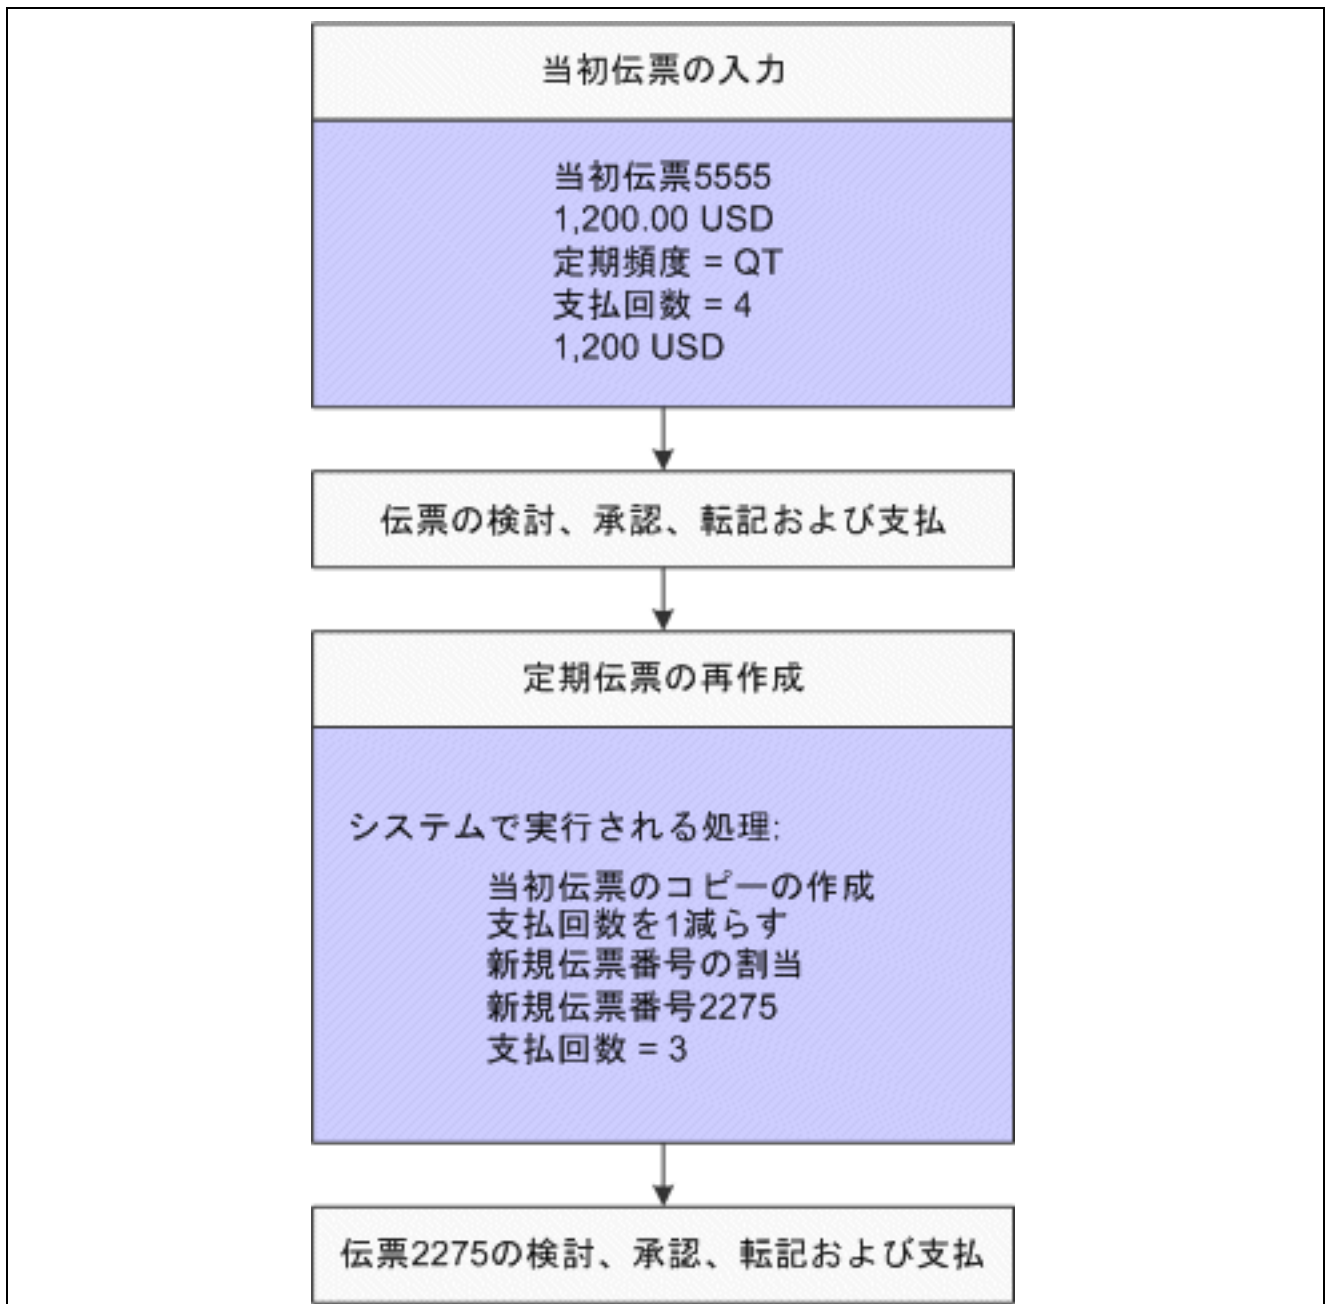 当初伝票の入力
当初伝票5555
1,200.00 USD
定期頻度 = QT
支払回数 = 4
1,200 USD
伝票の検討、承認、転記および支払
定期伝票の再作成
システムで実行される処理:
当初伝票のコピーの作成
支払回数を1減らす
新規伝票番号の割当
新規伝票番号2275
支払回数 = 3
伝票2275の検討、承認、転記および支払